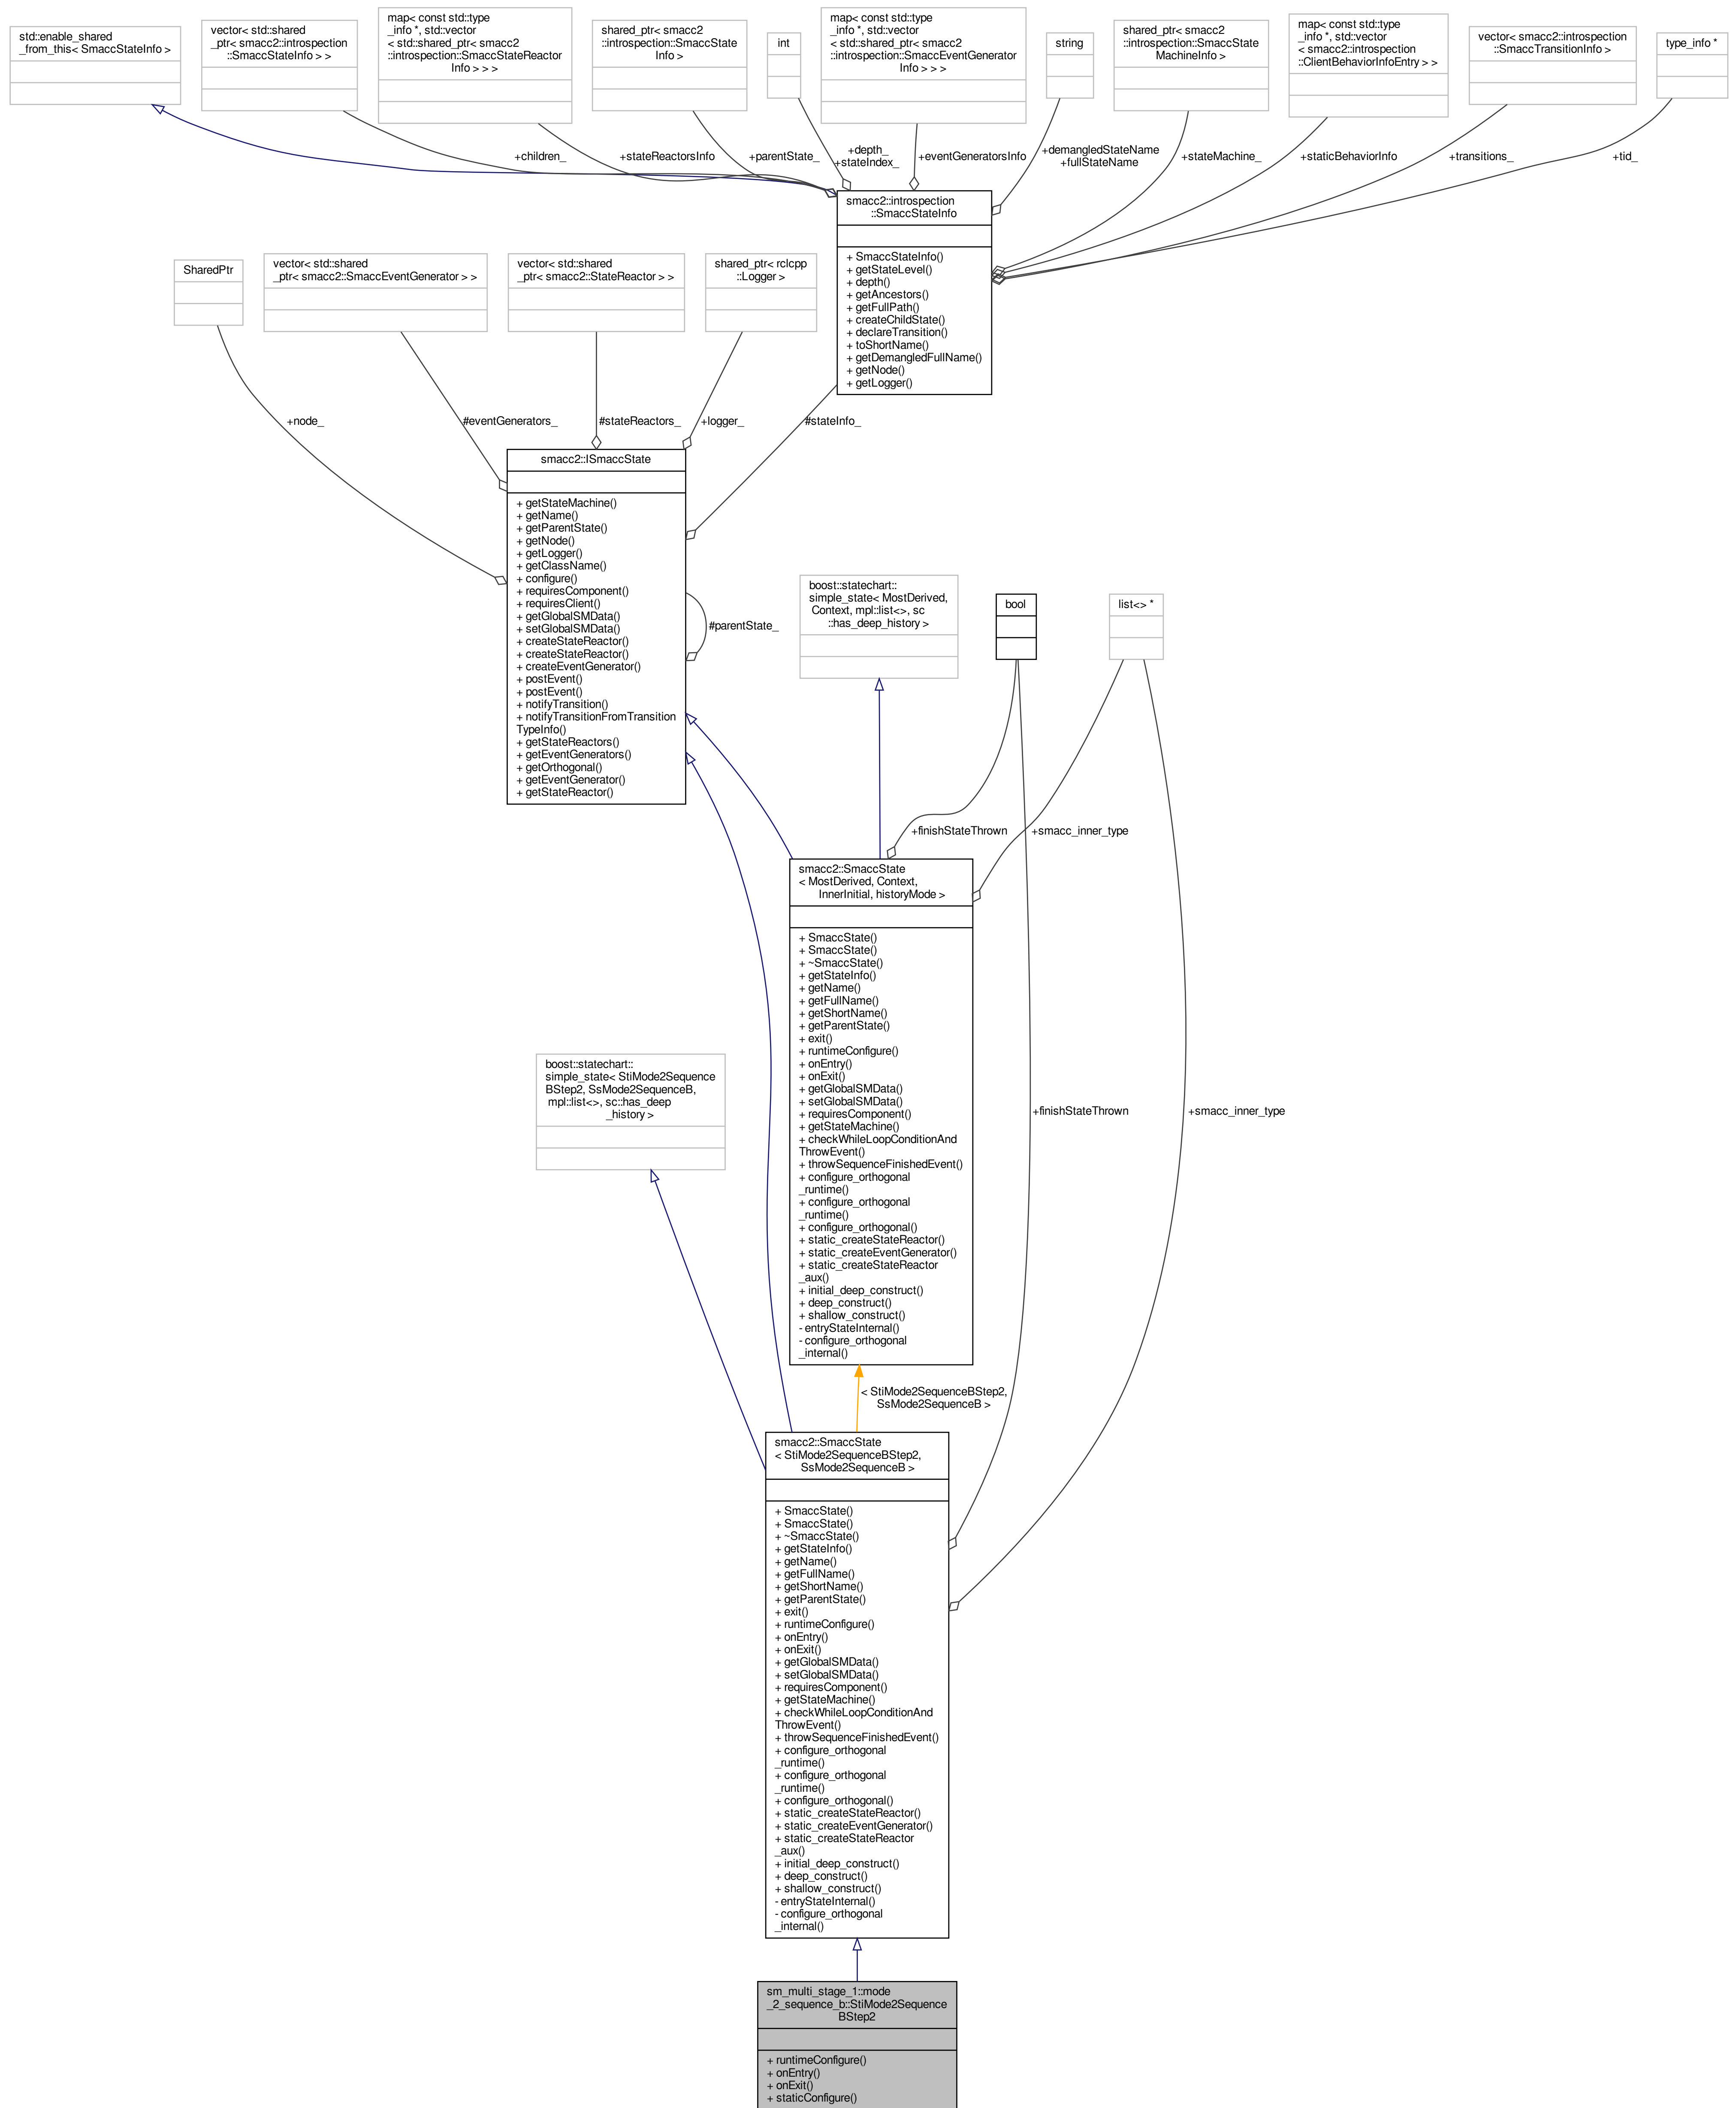 std::enable_shared
_from_this< SmaccStateInfo >
vector< std::shared
_ptr< smacc2::introspection
::SmaccStateInfo > >
map< const std::type
_info *, std::vector
< std::shared_ptr< smacc2
::introspection::SmaccStateReactor
Info > > >
shared_ptr< smacc2
::introspection::SmaccState
Info >
int
map< const std::type
_info *, std::vector
< std::shared_ptr< smacc2
::introspection::SmaccEventGenerator
Info > > >
string
shared_ptr< smacc2
::introspection::SmaccState
MachineInfo >
map< const std::type
_info *, std::vector
< smacc2::introspection
::ClientBehaviorInfoEntry > >
vector< smacc2::introspection
::SmaccTransitionInfo >
type_info *
+children_
+stateReactorsInfo
+parentState_
+depth_
+stateIndex_
+eventGeneratorsInfo
+demangledStateName
+fullStateName
+stateMachine_
+staticBehaviorInfo
+transitions_
+tid_
smacc2::introspection
::SmaccStateInfo
+ SmaccStateInfo()
+ getStateLevel()
+ depth()
+ getAncestors()
+ getFullPath()
+ createChildState()
+ declareTransition()
+ toShortName()
+ getDemangledFullName()
+ getNode()
+ getLogger()
SharedPtr
vector< std::shared
_ptr< smacc2::SmaccEventGenerator > >
vector< std::shared
_ptr< smacc2::StateReactor > >
shared_ptr< rclcpp
::Logger >
+node_
#eventGenerators_
#stateReactors_
+logger_
#stateInfo_
smacc2::ISmaccState
+ getStateMachine()
+ getName()
+ getParentState()
+ getNode()
+ getLogger()
+ getClassName()
+ configure()
+ requiresComponent()
+ requiresClient()
+ getGlobalSMData()
+ setGlobalSMData()
+ createStateReactor()
+ createStateReactor()
+ createEventGenerator()
+ postEvent()
+ postEvent()
+ notifyTransition()
+ notifyTransitionFromTransition
TypeInfo()
+ getStateReactors()
+ getEventGenerators()
+ getOrthogonal()
+ getEventGenerator()
+ getStateReactor()
#parentState_
boost::statechart::
simple_state< MostDerived,
Context, mpl::list<>, sc
::has_deep_history >
bool
list<> *
+finishStateThrown
+smacc_inner_type
smacc2::SmaccState
< MostDerived, Context,
InnerInitial, historyMode >
+ SmaccState()
+ SmaccState()
+ ~SmaccState()
+ getStateInfo()
+ getName()
+ getFullName()
+ getShortName()
+ getParentState()
+ exit()
+ runtimeConfigure()
+ onEntry()
+ onExit()
+ getGlobalSMData()
+ setGlobalSMData()
+ requiresComponent()
+ getStateMachine()
+ checkWhileLoopConditionAnd
ThrowEvent()
+ throwSequenceFinishedEvent()
+ configure_orthogonal
_runtime()
+ configure_orthogonal
_runtime()
+ configure_orthogonal()
+ static_createStateReactor()
+ static_createEventGenerator()
+ static_createStateReactor
_aux()
+ initial_deep_construct()
+ deep_construct()
+ shallow_construct()
- entryStateInternal()
- configure_orthogonal
_internal()
boost::statechart::
simple_state< StiMode2Sequence
BStep2, SsMode2SequenceB,
mpl::list<>, sc::has_deep
_history >
+finishStateThrown
+smacc_inner_type
< StiMode2SequenceBStep2,
SsMode2SequenceB >
smacc2::SmaccState
< StiMode2SequenceBStep2,
SsMode2SequenceB >
+ SmaccState()
+ SmaccState()
+ ~SmaccState()
+ getStateInfo()
+ getName()
+ getFullName()
+ getShortName()
+ getParentState()
+ exit()
+ runtimeConfigure()
+ onEntry()
+ onExit()
+ getGlobalSMData()
+ setGlobalSMData()
+ requiresComponent()
+ getStateMachine()
+ checkWhileLoopConditionAnd
ThrowEvent()
+ throwSequenceFinishedEvent()
+ configure_orthogonal
_runtime()
+ configure_orthogonal
_runtime()
+ configure_orthogonal()
+ static_createStateReactor()
+ static_createEventGenerator()
+ static_createStateReactor
_aux()
+ initial_deep_construct()
+ deep_construct()
+ shallow_construct()
- entryStateInternal()
- configure_orthogonal
_internal()
sm_multi_stage_1::mode
_2_sequence_b::StiMode2Sequence
BStep2
+ runtimeConfigure()
+ onEntry()
+ onExit()
+ staticConfigure()